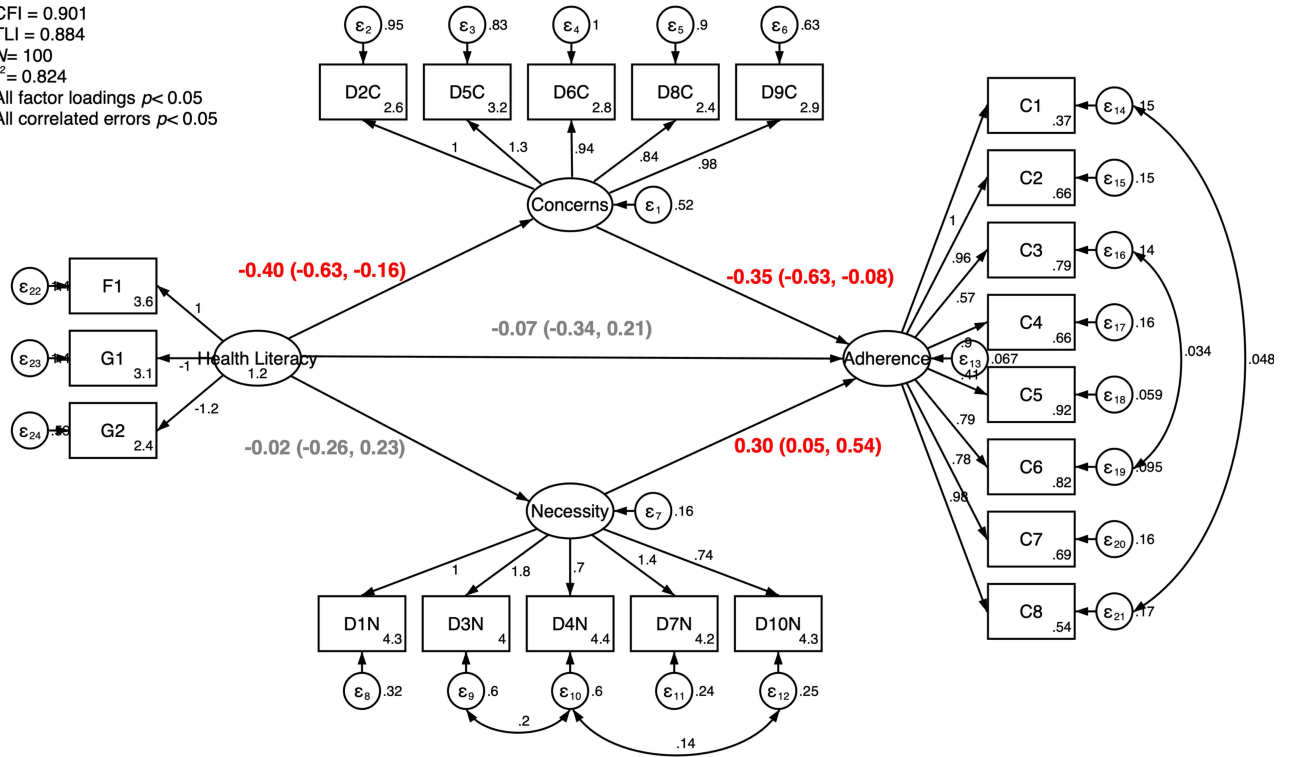 CFI = 0.901
TLI = 0.884
N= 100
²= 0.824
All factor loadings p< 0.05
All correlated errors p< 0.05
ε2 .95 ε3 .83 ε4 1 ε5 .9 ε6 .63
D2C 2.6 D5C 3.2 D6C 2.8 D8C 2.4 D9C 2.9
1 1.3 .94 .84 .98
Concerns ε1 .52
-0.40 (-0.63, -0.16)
-0.35 (-0.63, -0.08)
-0.07 (-0.34, 0.21)
-0.02 (-0.26, 0.23)
0.30 (0.05, 0.54)
ε22 F1 3.6 1
ε23 G1 3.1 -1
ε24 G2 2.4 -1.2
Health Literacy
1.2
Adherence ε13 .067
1 .96 .57 .9 .41 .79 .78 .98
C1 .37 ε14 .15
C2 .66 ε15 .15
C3 .79 ε16 .14
C4 .66 ε17 .16
C5 .92 ε18 .059
C6 .82 ε19 .095
C7 .69 ε20 .16
C8 .54 ε21 .17
.034 .048
Necessity ε7 .16
1 1.8 .7 1.4 .74
D1N 4.3 D3N 4 D4N 4.4 D7N 4.2 D10N 4.3
ε8 .32 ε9 .6 ε10 .6 ε11 .24 ε12 .25
.2
.14